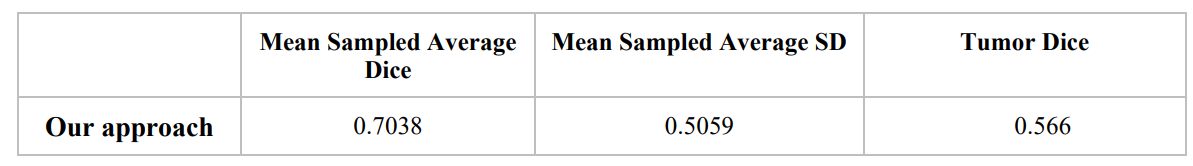 Mean Sampled Average Dice
Mean Sampled Average SD
Tumor Dice
Our approach
0.7038
0.5059
0.566